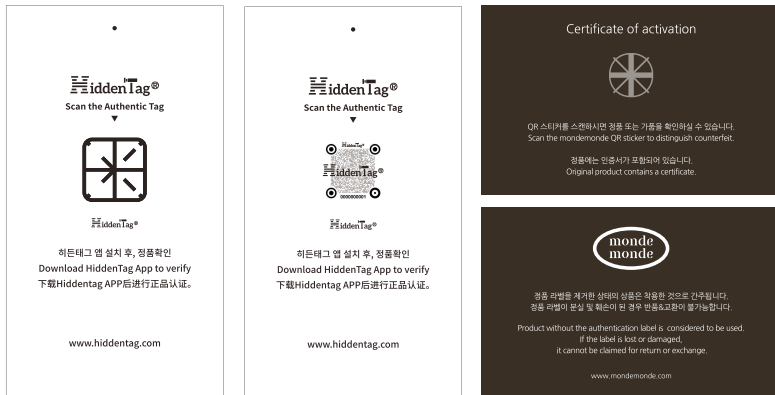 HiddenTag®
Scan the Authentic Tag
HiddenTag®
히든태그 앱 설치 후, 정품확인
Download HiddenTag App to verify
下载Hiddentag APP后进行正品认证。
www.hiddentag.com
HiddenTag®
Scan the Authentic Tag
HiddenTag®
HiddenTag®
0000000001
HiddenTag®
히든태그 앱 설치 후, 정품확인
Download HiddenTag App to verify
下载Hiddentag APP后进行正品认证。
www.hiddentag.com
Certificate of activation
QR 스티커를 스캔하시면 정품 또는 가품을 확인하실 수 있습니다.
Scan the mondemonde QR sticker to distinguish counterfeit.
정품에는 인증서가 포함되어 있습니다.
Original product contains a certificate.
monde
monde
정품 라벨을 제거한 상태의 상품은 착용한 것으로 간주됩니다.
정품 라벨이 분실 및 훼손이 된 경우 반품&교환이 불가능합니다.
Product without the authentication label is considered to be used.
If the label is lost or damaged,
it cannot be claimed for return or exchange.
www.mondemonde.com